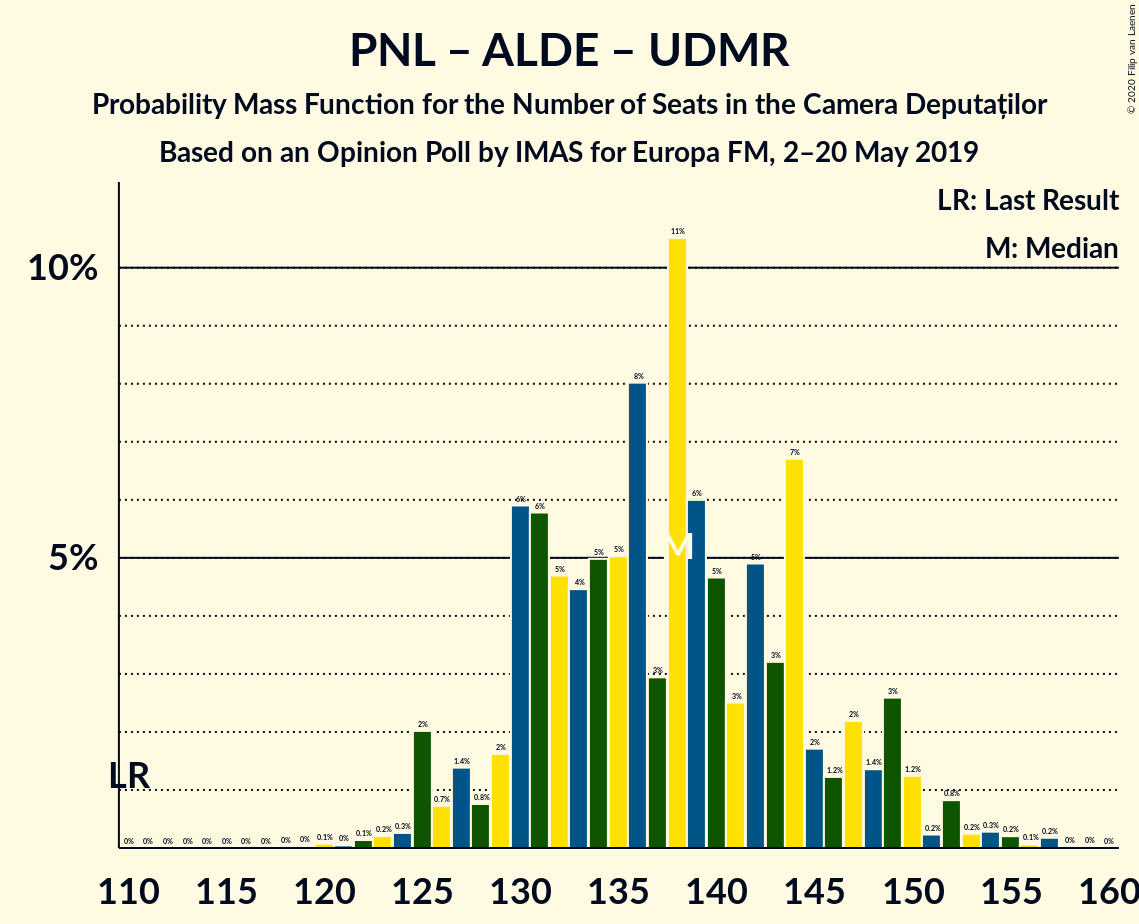 PNL – ALDE – UDMR
Probability Mass Function for the Number of Seats in the Camera Deputaților
Based on an Opinion Poll by IMAS for Europa FM, 2–20 May 2019
© 2020 Filip van Laenen
LR: Last Result
M: Median
10%
5%
LR
M
0% 0% 0% 0% 0% 0% 0% 0% 0% 0% 0.1% 0% 0.1% 0.2% 0.3% 2% 0.7% 1.4% 0.8% 2% 6% 6% 5% 4% 5% 5% 8% 3% 11% 6% 5% 3% 5% 3% 7% 2% 1.2% 2% 1.4% 3% 1.2% 0.2% 0.8% 0.2% 0.3% 0.2% 0.1% 0.2% 0% 0% 0%
110 115 120 125 130 135 140 145 150 155 160